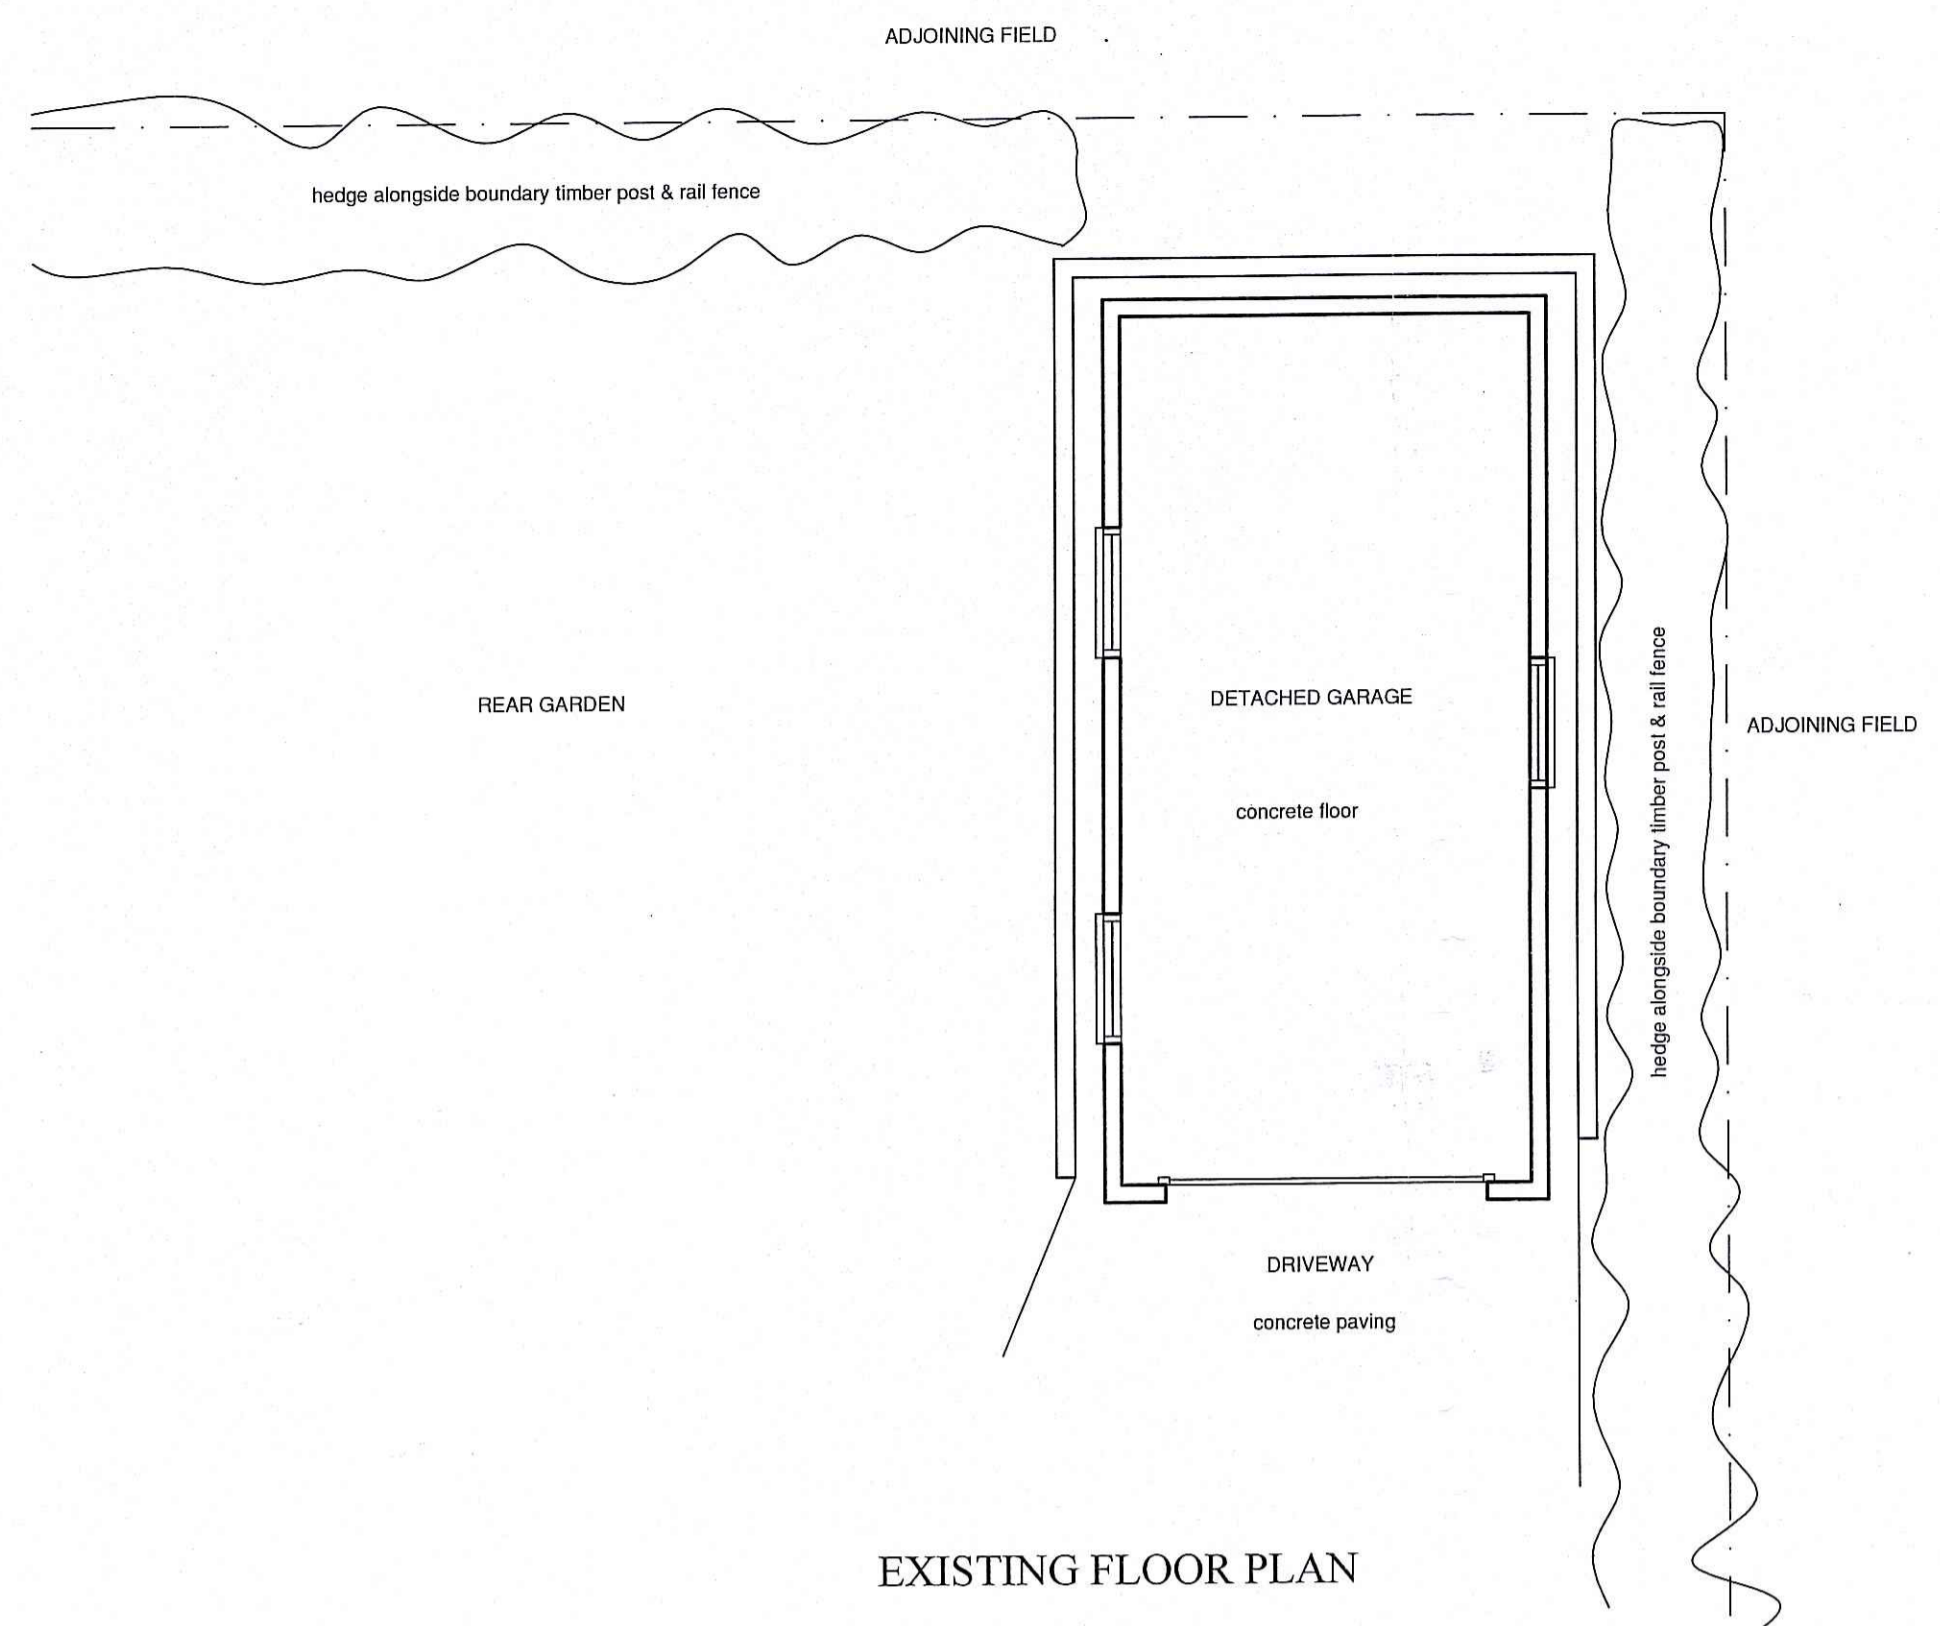 ADJOINING FIELD
hedge alongside boundary timber post & rail fence
REAR GARDEN
DETACHED GARAGE
concrete floor
hedge alongside boundary timber post & rail fence
ADJOINING FIELD
DRIVEWAY
concrete paving
EXISTING FLOOR PLAN